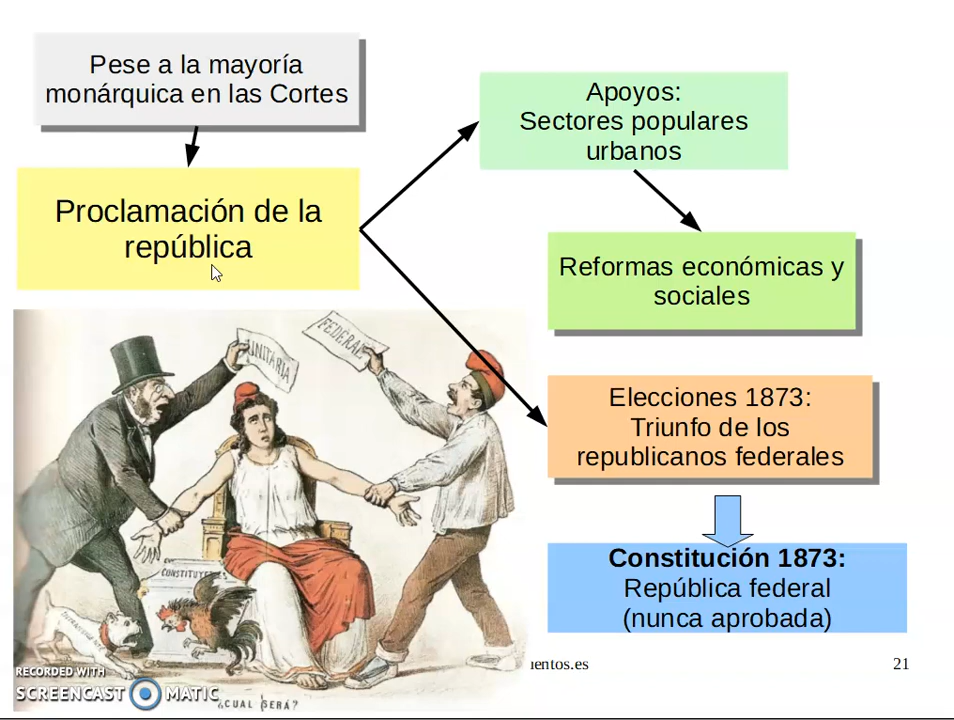 Pese a la mayoría
monárquica en las Cortes
Proclamación de la
república
Apoyos:
Sectores populares
urbanos
Reformas económicas y
sociales
Elecciones 1873:
Triunfo de los
republicanos federales
Constitución 1873:
República federal
(nunca aprobada)
UNITARIA
FEDERAL
CONSTITUYENTES
¿CUAL SERÁ?
RECORDED WITH
SCREENCAST MATIC
uentos.es
21